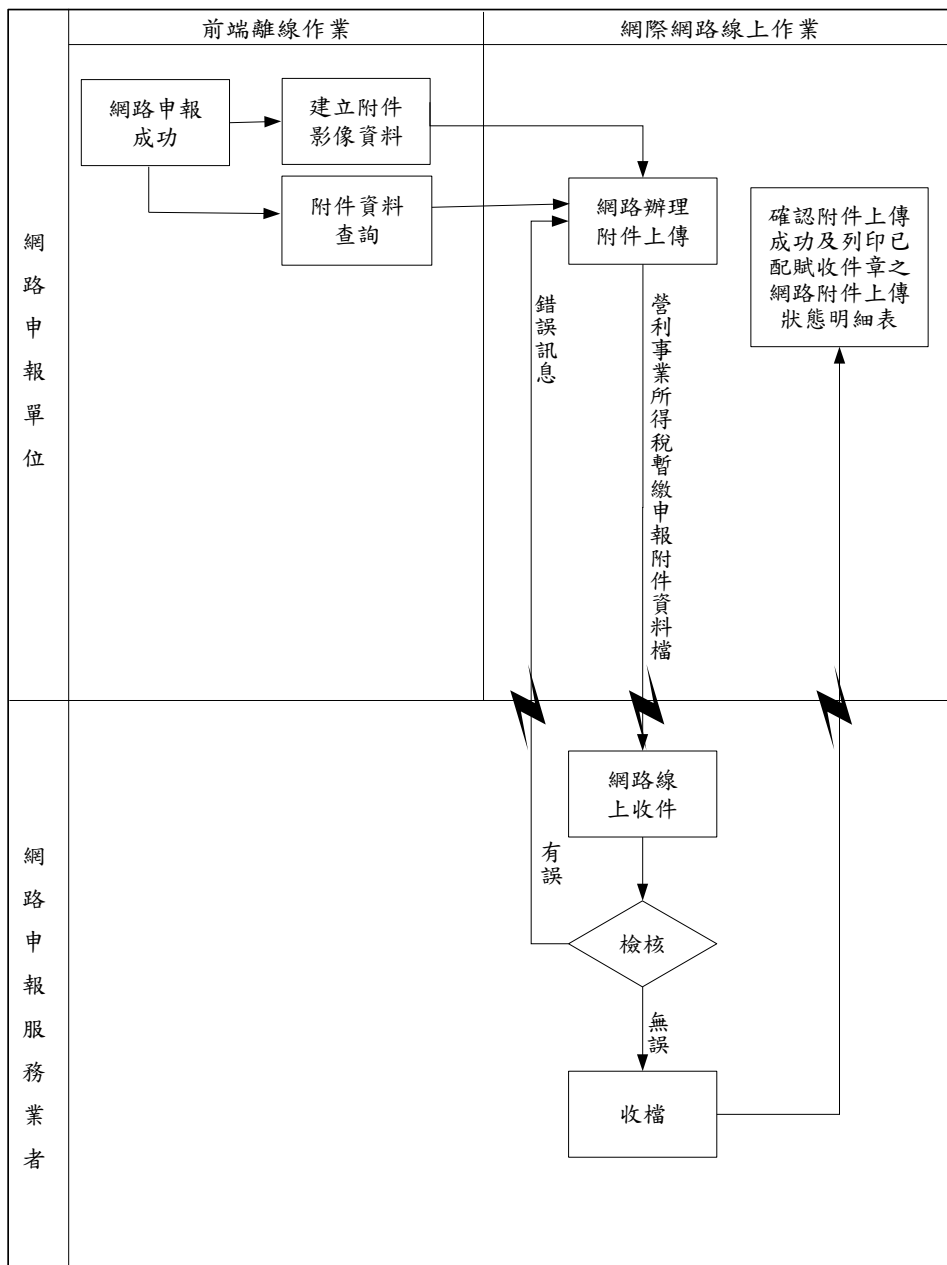 前端離線作業
網際網路線上作業
網路申報單位
網路申報
成功
建立附件
影像資料
附件資料
查詢
網路辦理
附件上傳
確認附件上傳
成功及列印已
配賦收件章之
網路附件上傳
狀態明細表
錯誤訊息
營利事業所得稅暫繳申報附件資料檔
網路申報服務業者
網路線
上收件
有誤
檢核
無誤
收檔